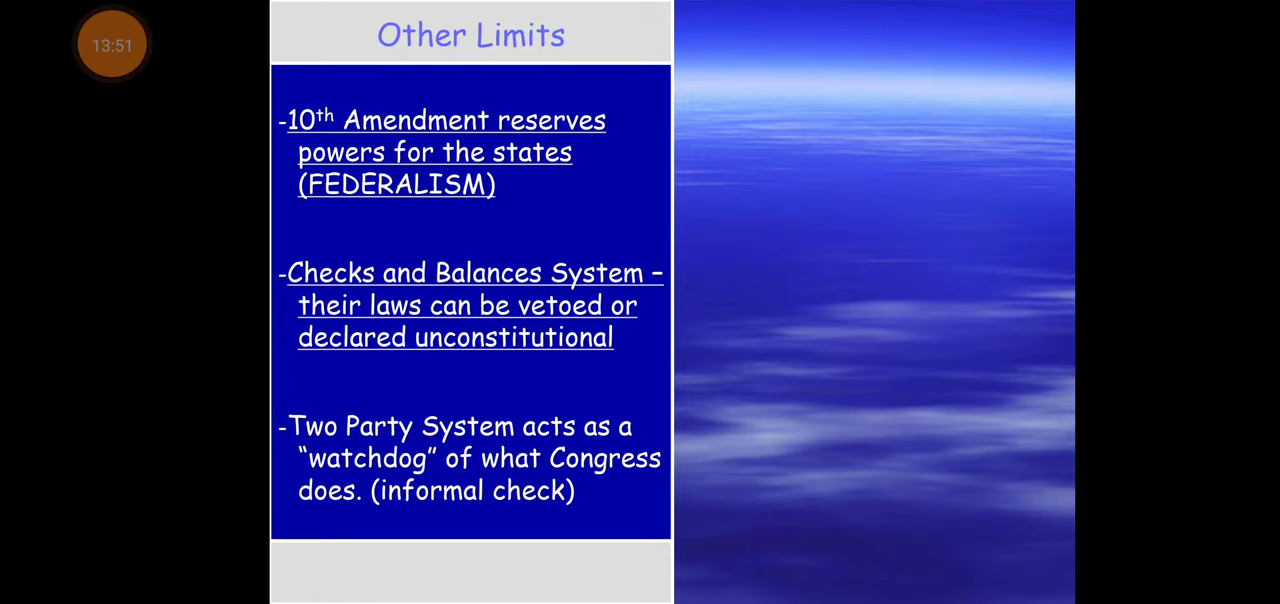 13:51
Other Limits
-10th Amendment reserves
powers for the states
(FEDERALISM)
-Checks and Balances System –
their laws can be vetoed or
declared unconstitutional
-Two Party System acts as a
“watchdog” of what Congress
does. (informal check)